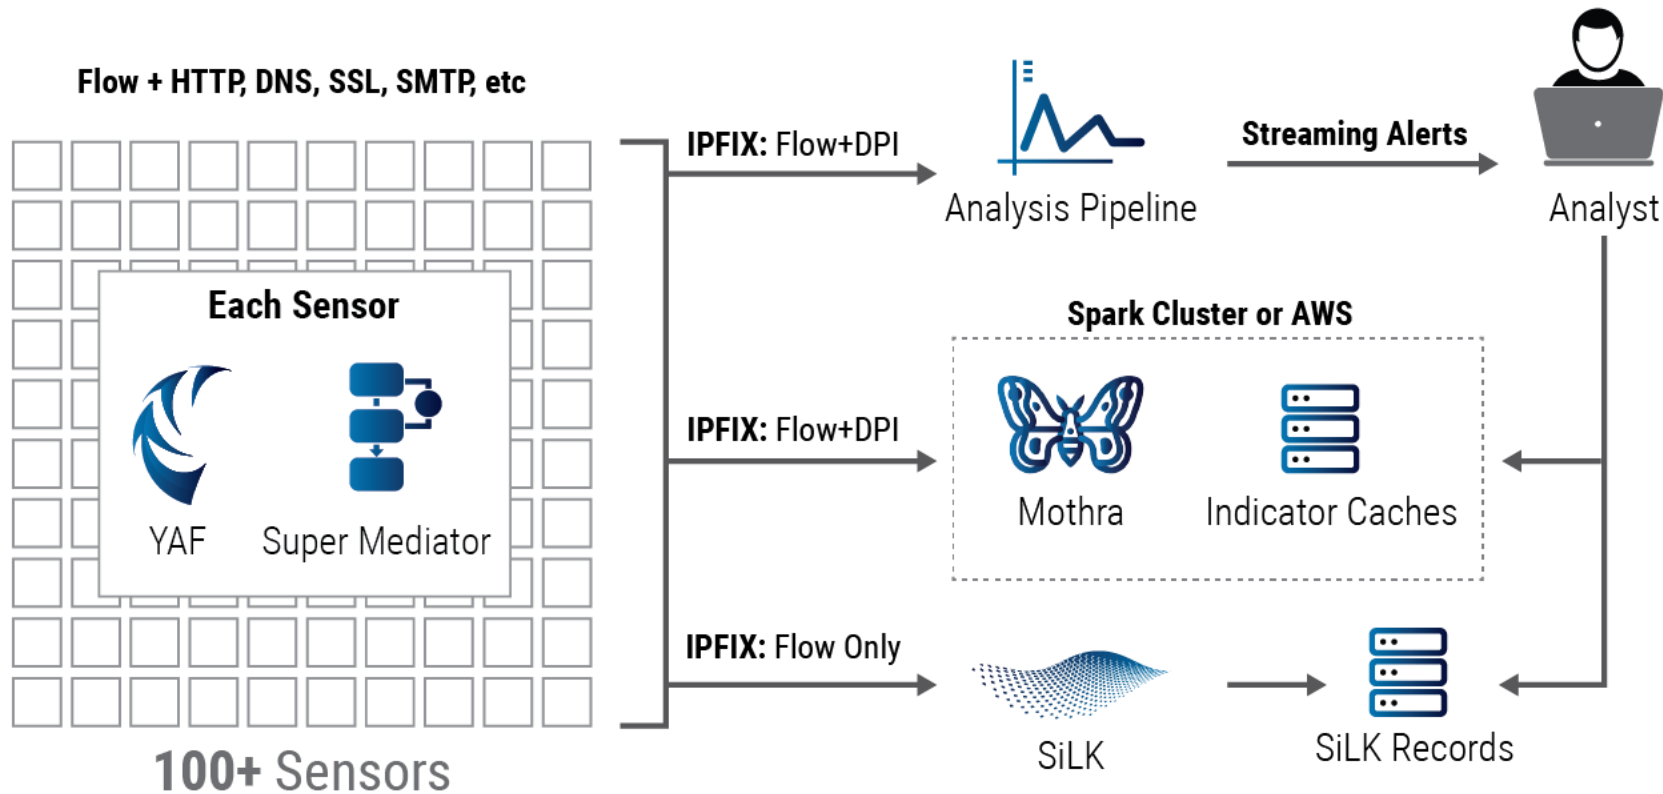 Flow + HTTP, DNS, SSL, SMTP, etc
Each Sensor
YAF
Super Mediator
100+ Sensors
IPFIX: Flow+DPI
Analysis Pipeline
Streaming Alerts
Analyst
IPFIX: Flow+DPI
Spark Cluster or AWS
Mothra
Indicator Caches
IPFIX: Flow Only
SiLK
SiLK Records